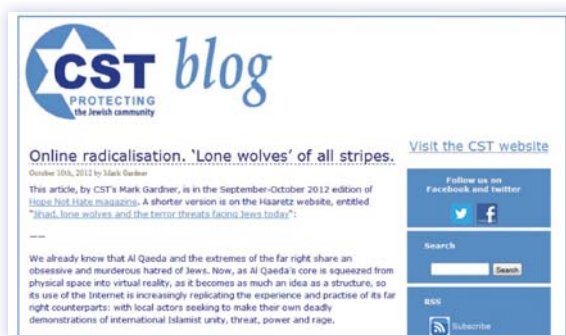 CST blog
PROTECTING
the Jewish community
Online radicalisation. 'Lone wolves' of all stripes.
October 10th, 2012 by Mark Gardner
This article, by CST's Mark Gardner, is in the September-October 2012 edition of
Hope Not Hate magazine. A shorter version is on the Haaretz website, entitled
"Jihad, lone wolves and the terror threats facing Jews today":
——
We already know that Al Qaeda and the extremes of the far right share an
obsessive and murderous hatred of Jews. Now, as Al Qaeda's core is squeezed from
physical space into virtual reality, as it becomes as much an idea as a structure, so
its use of the Internet is increasingly replicating the experience and practise of its far
right counterparts: with local actors seeking to make their own deadly
demonstrations of international Islamist unity, threat, power and rage.
Visit the CST website
Follow us on
Facebook and twitter
Search
Search
RSS
Subscribe